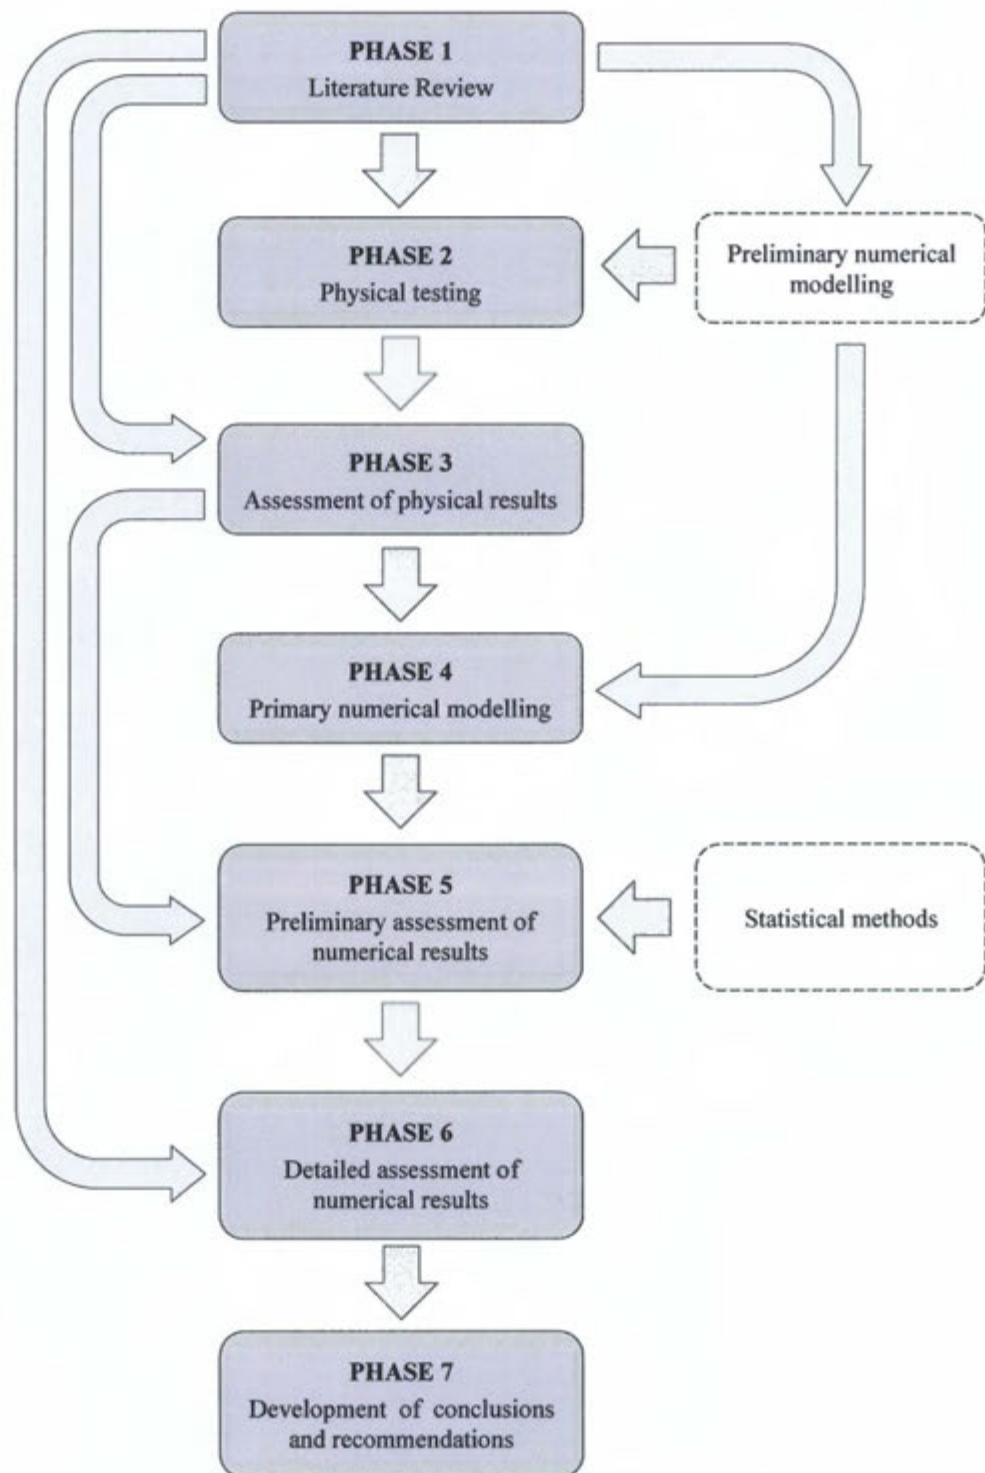 PHASE 1
Literature Review
PHASE 2
Physical testing
Preliminary numerical
modelling
PHASE 3
Assessment of physical results
PHASE 4
Primary numerical modelling
PHASE 5
Preliminary assessment of
numerical results
Statistical methods
PHASE 6
Detailed assessment of
numerical results
PHASE 7
Development of conclusions
and recommendations